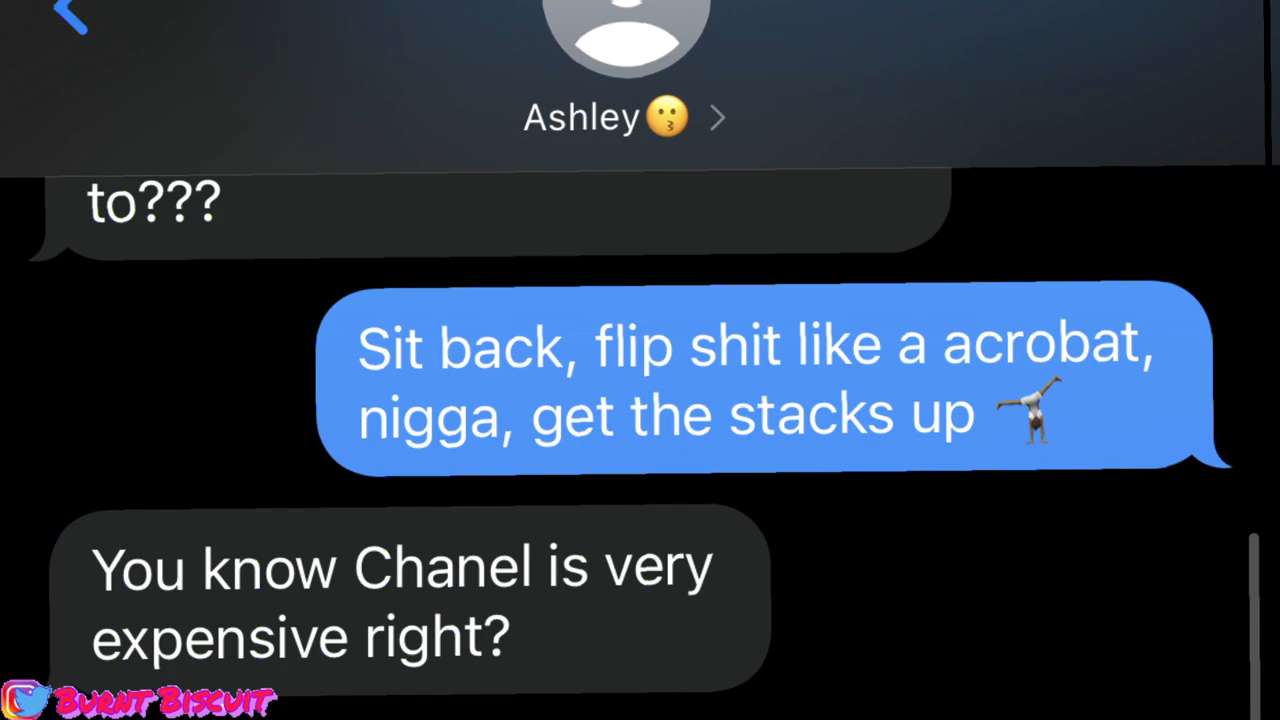 Ashley😗
to???
Sit back, flip shit like a acrobat,
nigga, get the stacks up 🤸🏾‍♀️
You know Chanel is very
expensive right?
BURNT BISCUIT